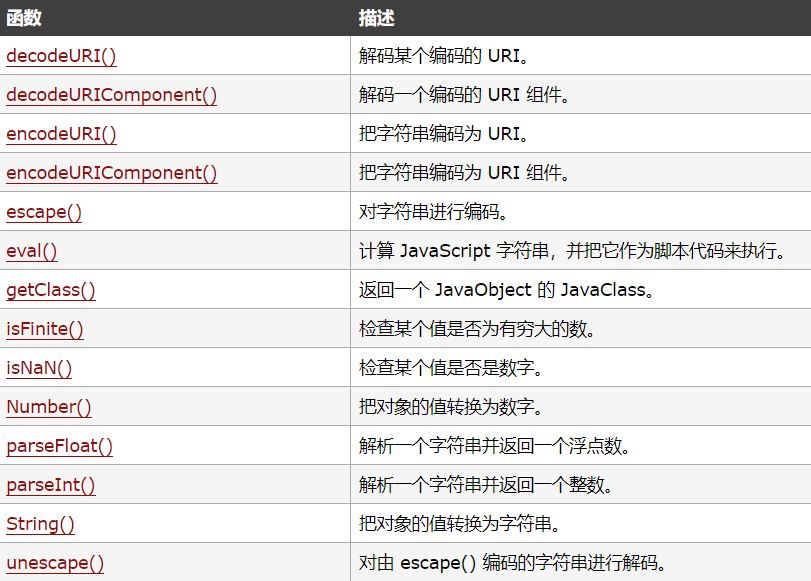 函数 描述
decodeURI() 解码某个编码的 URI。
decodeURIComponent() 解码一个编码的 URI 组件。
encodeURI() 把字符串编码为 URI。
encodeURIComponent() 把字符串编码为 URI 组件。
escape() 对字符串进行编码。
eval() 计算 JavaScript 字符串，并把它作为脚本代码来执行。
getClass() 返回一个 JavaObject 的 JavaClass。
isFinite() 检查某个值是否为有穷大的数。
isNaN() 检查某个值是否是数字。
Number() 把对象的值转换为数字。
parseFloat() 解析一个字符串并返回一个浮点数。
parseInt() 解析一个字符串并返回一个整数。
String() 把对象的值转换为字符串。
unescape() 对由 escape() 编码的字符串进行解码。